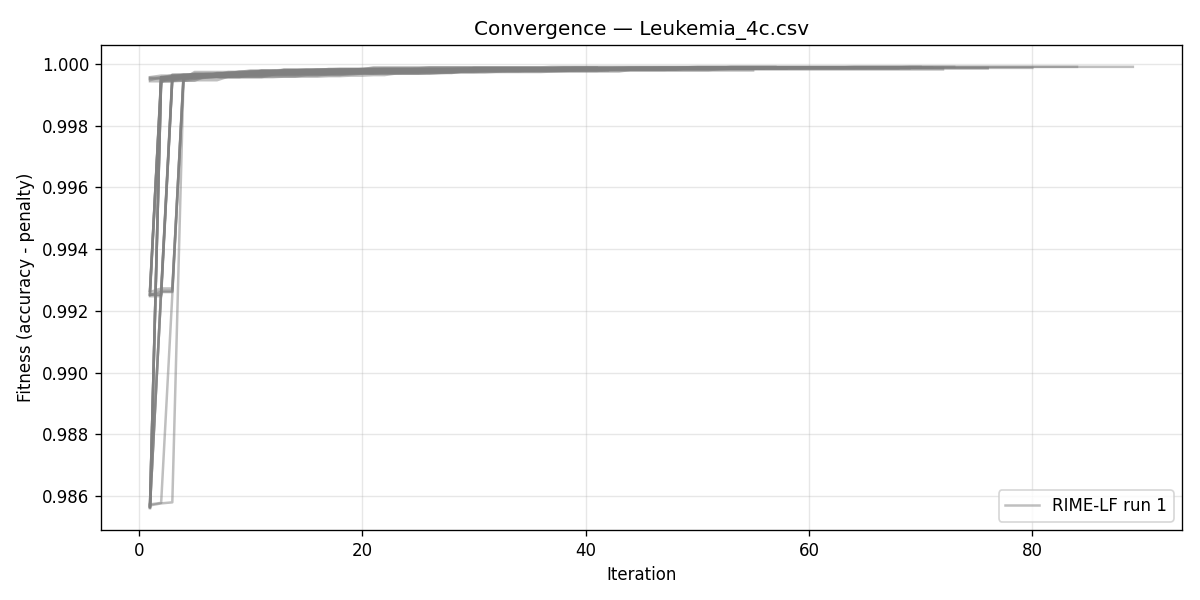 Convergence — Leukemia_4c.csv
Fitness (accuracy - penalty)
1.000
0.998
0.996
0.994
0.992
0.990
0.988
0.986
RIME-LF run 1
0 20 40 60 80
Iteration